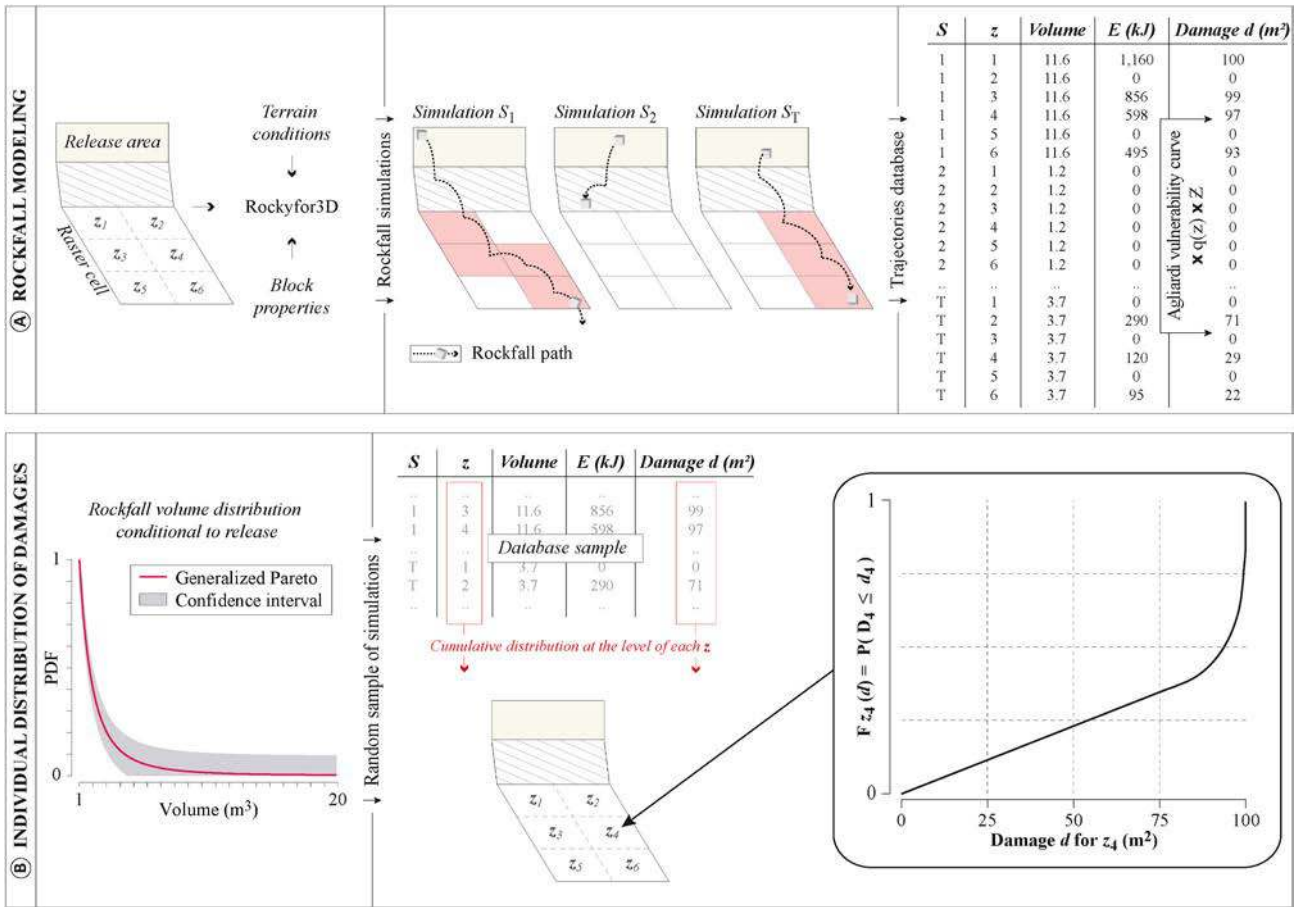 A ROCKFALL MODELING
Release area
Raster cell
z1 z2
z3 z4
z5 z6
Terrain
conditions
Rockyfor3D
Block
properties
Rockfall simulations
Simulation S1 Simulation S2 Simulation ST
Rockfall path
Trajectories database
S z Volume E (kJ) Damage d (m²)
1 1 11.6 1,160 100
1 2 11.6 0 0
1 3 11.6 856 99
1 4 11.6 598 97
1 5 11.6 0 0
1 6 11.6 495 93
2 1 1.2 0 0
2 2 1.2 0 0
2 3 1.2 0 0
2 4 1.2 0 0
2 5 1.2 0 0
2 6 1.2 0 0
.. .. .. .. ..
T 1 3.7 0 0
T 2 3.7 290 71
T 3 3.7 0 0
T 4 3.7 120 29
T 5 3.7 0 0
T 6 3.7 95 22
Agliardi vulnerability curve
x q(z) x Z
B INDIVIDUAL DISTRIBUTION OF DAMAGES
Rockfall volume distribution
conditional to release
1
Generalized Pareto
Confidence interval
PDF
0
1 20
Volume (m³)
Random sample of simulations
S z Volume E (kJ) Damage d (m²)
.. .. .. .. ..
1 3 11.6 856 99
1 4 11.6 598 97
.. ..
Database sample
T 1 3.7 0 0
T 2 3.7 290 71
.. .. .. .. ..
Cumulative distribution at the level of each z
z1 z2
z3 z4
z5 z6
1
F z4 (d) = P( D4 ≤ d4)
0
0 25 50 75 100
Damage d for z4 (m²)